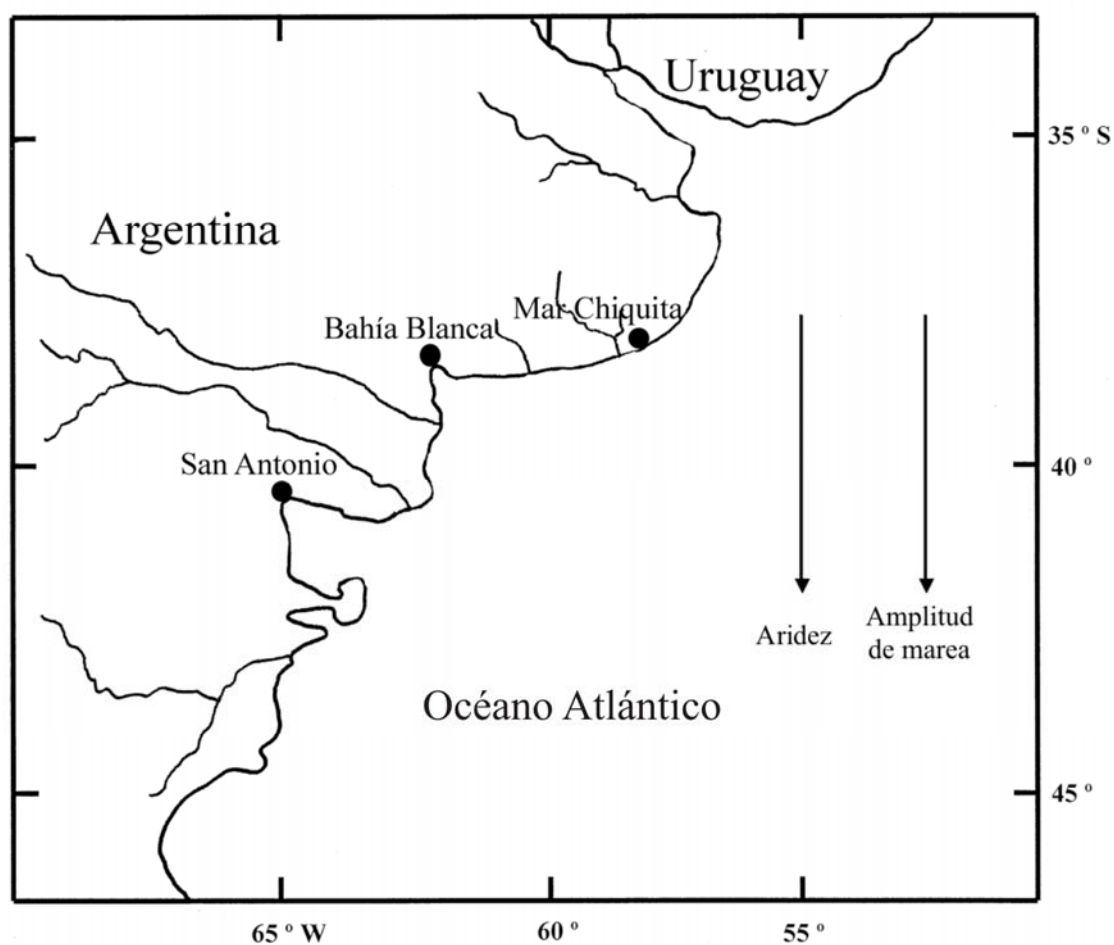 Uruguay
35 º S
Argentina
Mar Chiquita
Bahía Blanca
San Antonio
40 º
Aridez
Amplitud
de marea
Océano Atlántico
45 º
65 º W
60 º
55 º